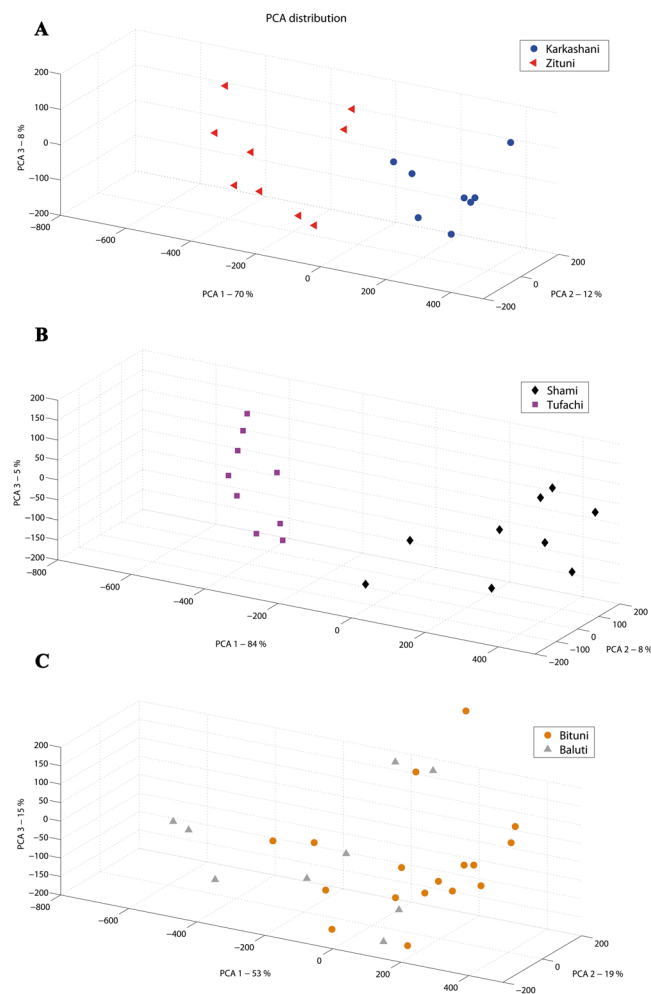 PCA distribution
A
Karkashani
Zituni
200
100
0
−100
−200
PCA 3 – 8 %
−800
−600
−400
−200
0
200
400
PCA 1 – 70 %
−200
0
200
PCA 2 – 12 %
B
Shami
Tufachi
200
150
100
50
0
−50
−100
−150
−200
PCA 3 – 5 %
−800
−600
−400
−200
0
200
400
PCA 1 – 84 %
−200
−100
0
100
200
PCA 2 – 8 %
C
Bituni
Baluti
200
150
100
50
0
−50
−100
−150
−200
PCA 3 – 15 %
−800
−600
−400
−200
0
200
400
PCA 1 – 53 %
−200
0
200
PCA 2 – 19 %